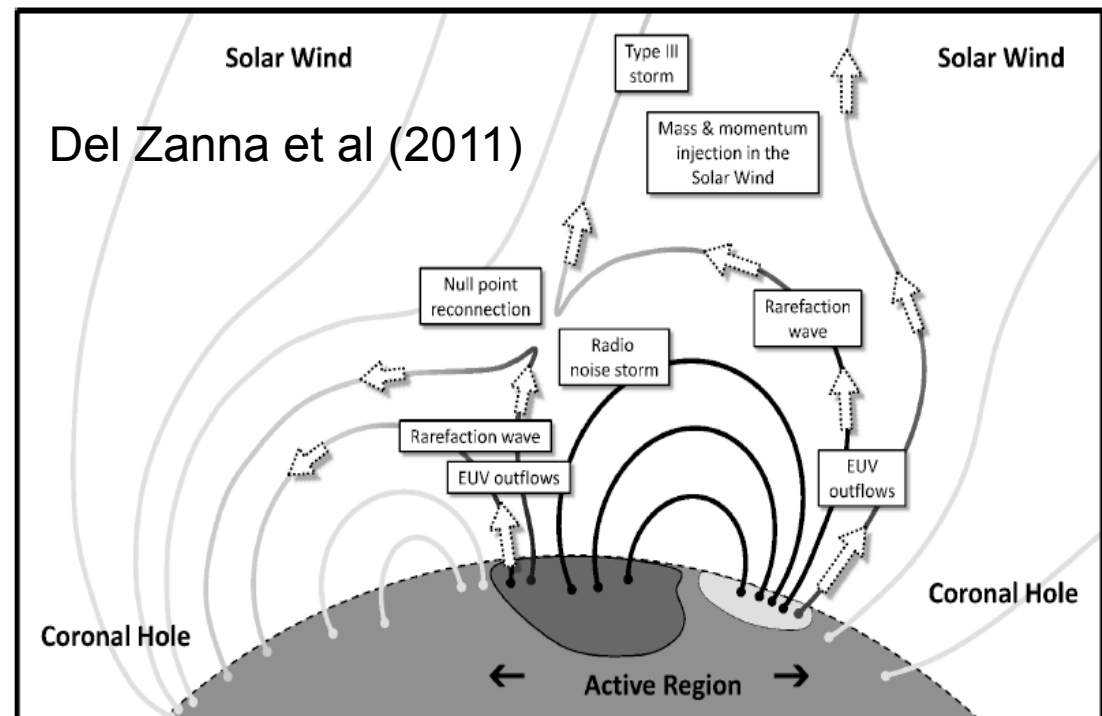 Solar Wind
Type III
storm
Solar Wind
Del Zanna et al (2011)
Mass & momentum
injection in the
Solar Wind
Null point
reconnection
Rarefaction
wave
Radio
noise storm
Rarefaction wave
EUV outflows
EUV
outflows
Coronal Hole
Coronal Hole
Active Region